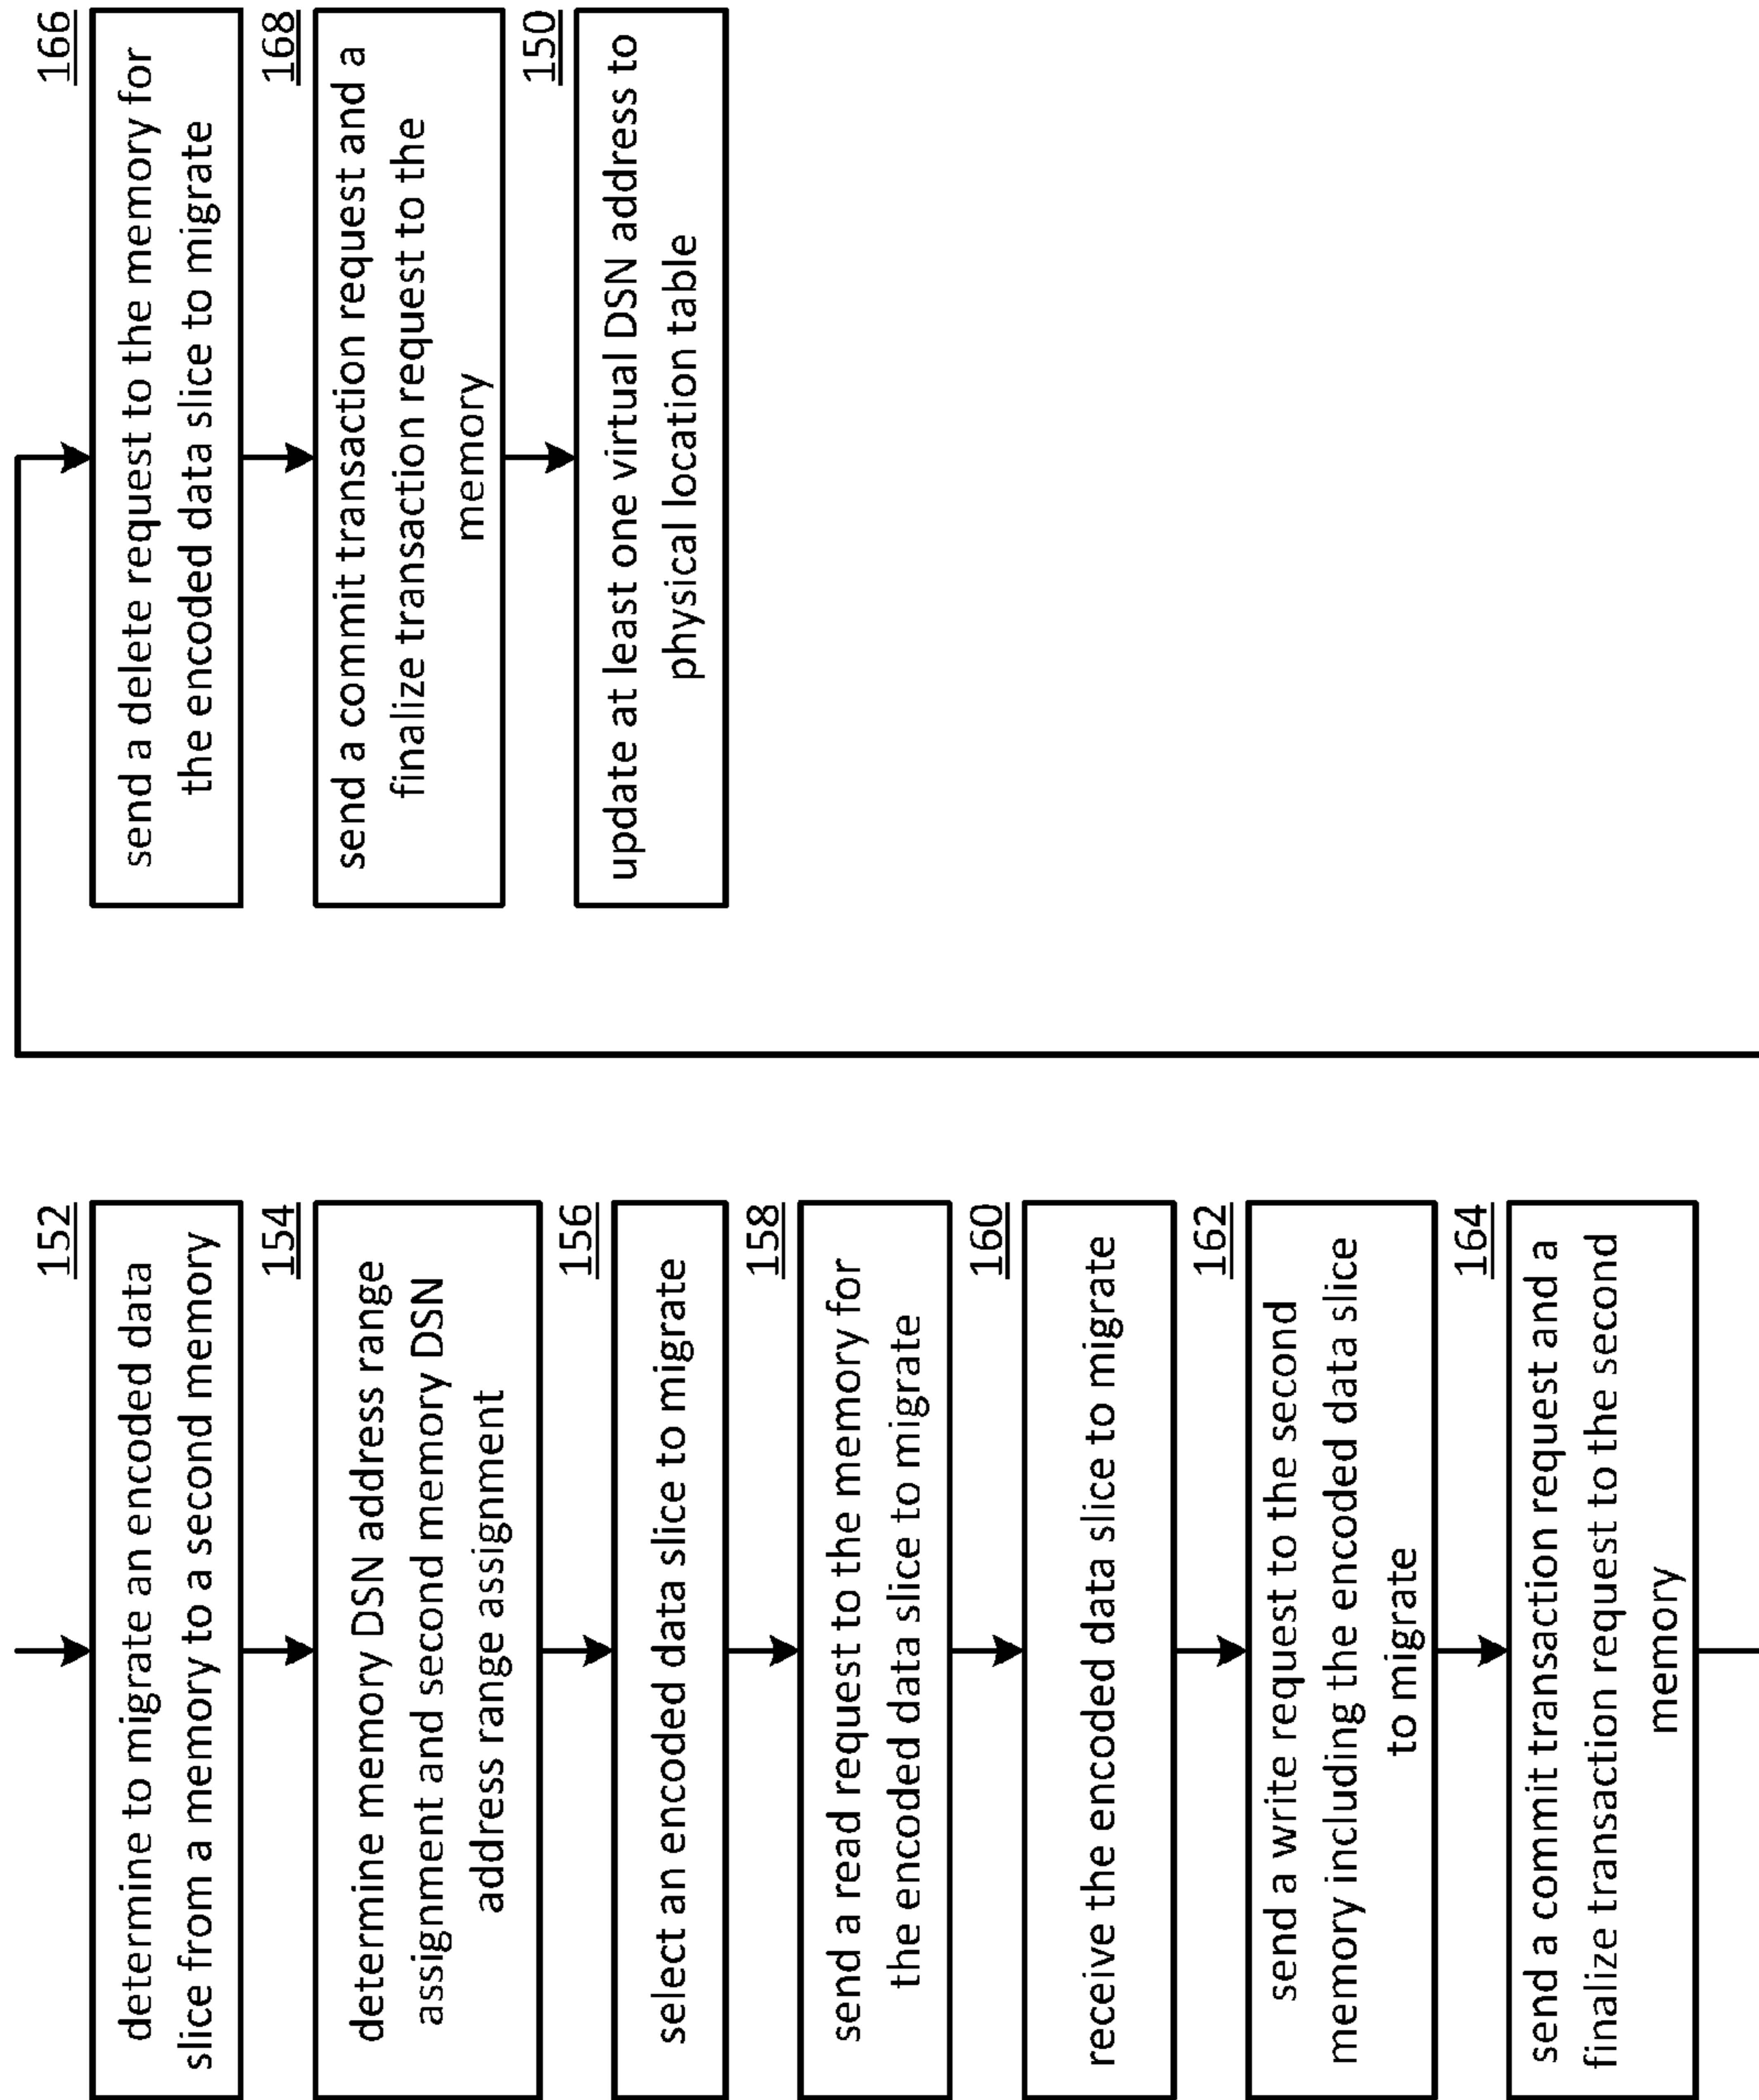 152
determine to migrate an encoded data
slice from a memory to a second memory
154
determine memory DSN address range
assignment and second memory DSN
address range assignment
156
select an encoded data slice to migrate
158
send a read request to the memory for
the encoded data slice to migrate
160
receive the encoded data slice to migrate
162
send a write request to the second
memory including the encoded data slice
to migrate
164
send a commit transaction request and a
finalize transaction request to the second
memory
166
send a delete request to the memory for
the encoded data slice to migrate
168
send a commit transaction request and a
finalize transaction request to the
memory
150
update at least one virtual DSN address to
physical location table